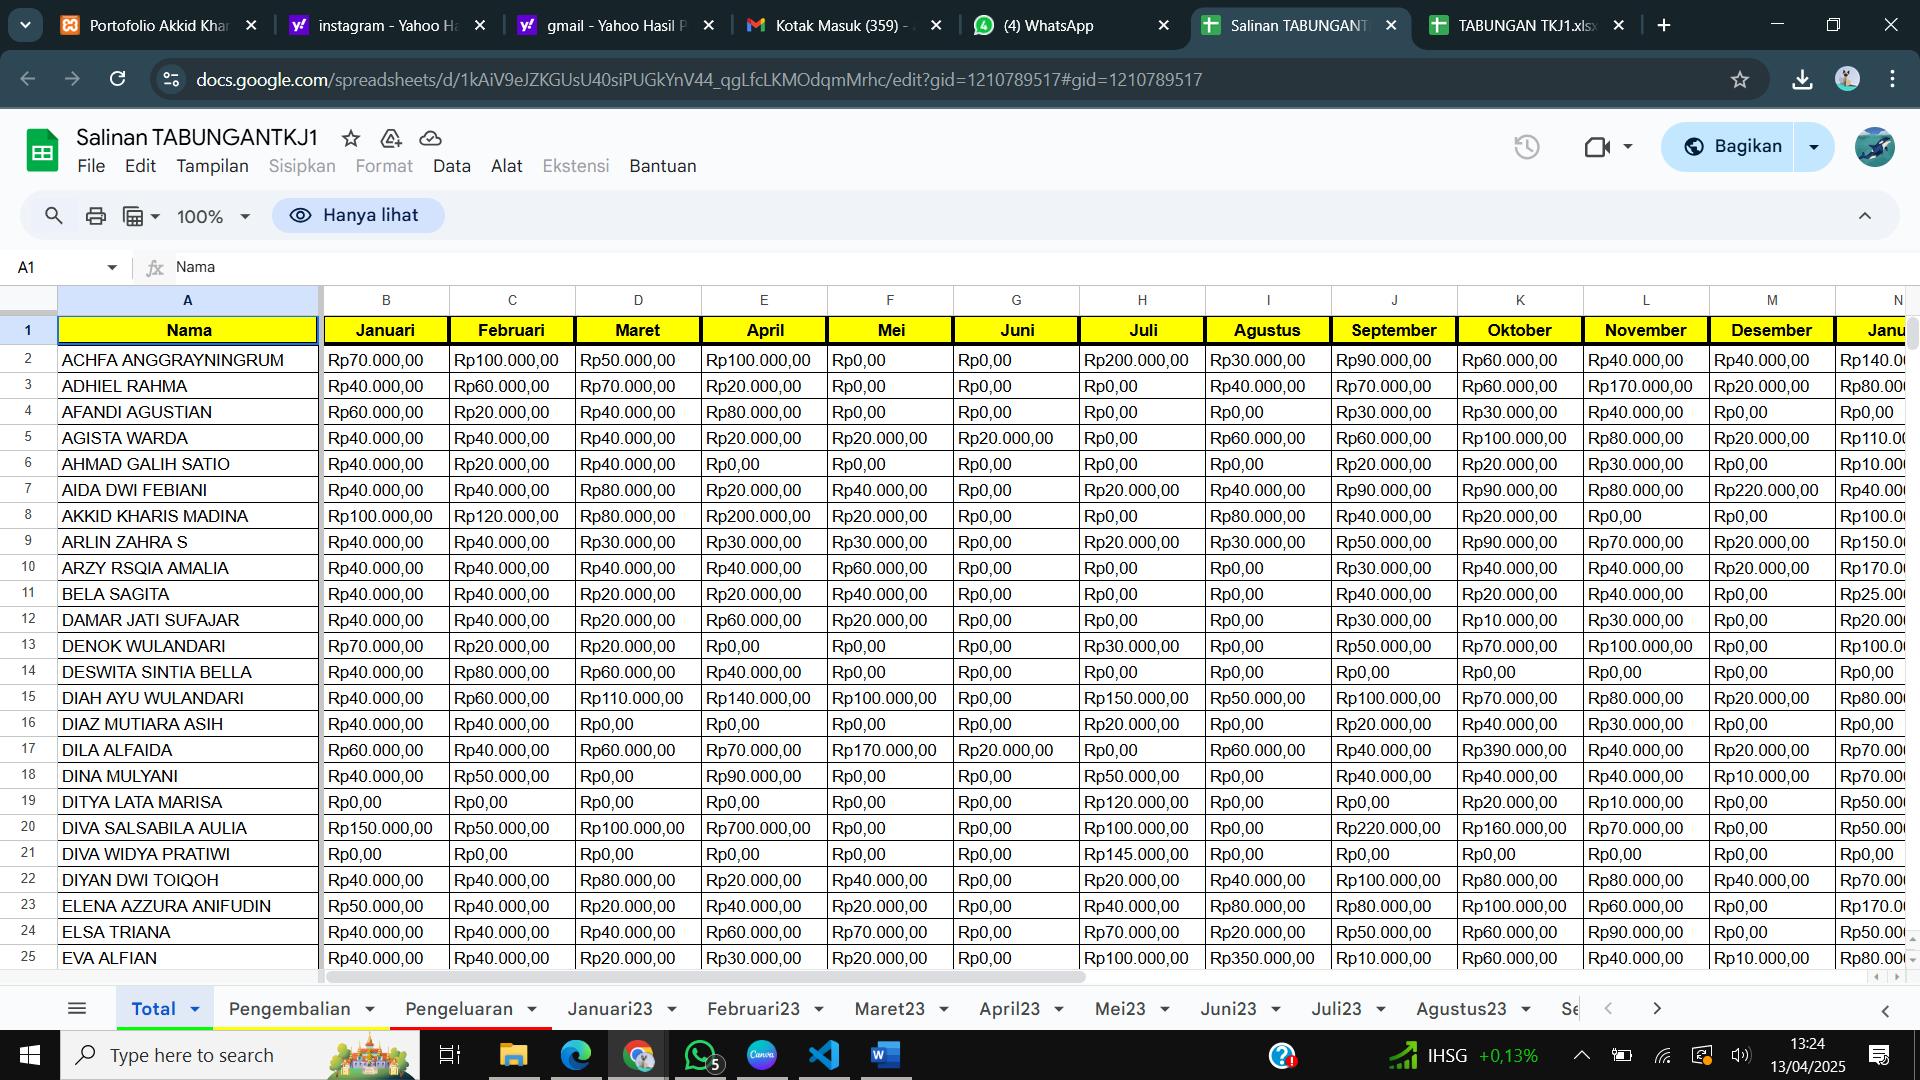 Portofolio Akkid Khar
instagram - Yahoo Ha
gmail - Yahoo Hasil P
Kotak Masuk (359) -
(4) WhatsApp
Salinan TABUNGANT
TABUNGAN TKJ1.xlsx
docs.google.com/spreadsheets/d/1kAiV9eJZKGUsU40siPUGkYnV44_qgLfcLKMOdqmMrhc/edit?gid=1210789517#gid=1210789517
Salinan TABUNGANTKJ1
File Edit Tampilan Sisipkan Format Data Alat Ekstensi Bantuan
Bagikan
100% Hanya lihat
A1 fx Nama
A B C D E F G H I J K L M N
1 Nama Januari Februari Maret April Mei Juni Juli Agustus September Oktober November Desember Janu
2 ACHFA ANGGRAYNINGRUM Rp70.000,00 Rp100.000,00 Rp50.000,00 Rp100.000,00 Rp0,00 Rp0,00 Rp200.000,00 Rp30.000,00 Rp90.000,00 Rp60.000,00 Rp40.000,00 Rp40.000,00 Rp140.0
3 ADHIEL RAHMA Rp40.000,00 Rp60.000,00 Rp70.000,00 Rp20.000,00 Rp0,00 Rp0,00 Rp0,00 Rp40.000,00 Rp70.000,00 Rp60.000,00 Rp170.000,00 Rp20.000,00 Rp80.00
4 AFANDI AGUSTIAN Rp60.000,00 Rp20.000,00 Rp40.000,00 Rp80.000,00 Rp0,00 Rp0,00 Rp0,00 Rp0,00 Rp30.000,00 Rp30.000,00 Rp40.000,00 Rp0,00 Rp0,00
5 AGISTA WARDA Rp40.000,00 Rp40.000,00 Rp40.000,00 Rp20.000,00 Rp20.000,00 Rp20.000,00 Rp0,00 Rp60.000,00 Rp60.000,00 Rp100.000,00 Rp80.000,00 Rp20.000,00 Rp110.0
6 AHMAD GALIH SATIO Rp40.000,00 Rp20.000,00 Rp40.000,00 Rp0,00 Rp0,00 Rp0,00 Rp0,00 Rp0,00 Rp20.000,00 Rp20.000,00 Rp30.000,00 Rp0,00 Rp10.00
7 AIDA DWI FEBIANI Rp40.000,00 Rp40.000,00 Rp80.000,00 Rp20.000,00 Rp40.000,00 Rp0,00 Rp20.000,00 Rp40.000,00 Rp90.000,00 Rp90.000,00 Rp80.000,00 Rp220.000,00 Rp40.00
8 AKKID KHARIS MADINA Rp100.000,00 Rp120.000,00 Rp80.000,00 Rp200.000,00 Rp20.000,00 Rp0,00 Rp0,00 Rp80.000,00 Rp40.000,00 Rp20.000,00 Rp0,00 Rp0,00 Rp100.0
9 ARLIN ZAHRA S Rp40.000,00 Rp40.000,00 Rp30.000,00 Rp30.000,00 Rp30.000,00 Rp0,00 Rp20.000,00 Rp30.000,00 Rp50.000,00 Rp90.000,00 Rp70.000,00 Rp20.000,00 Rp150.0
10 ARZY RSQIA AMALIA Rp40.000,00 Rp40.000,00 Rp40.000,00 Rp40.000,00 Rp60.000,00 Rp0,00 Rp0,00 Rp0,00 Rp30.000,00 Rp40.000,00 Rp40.000,00 Rp20.000,00 Rp170.0
11 BELA SAGITA Rp40.000,00 Rp40.000,00 Rp20.000,00 Rp20.000,00 Rp40.000,00 Rp0,00 Rp0,00 Rp0,00 Rp40.000,00 Rp20.000,00 Rp40.000,00 Rp0,00 Rp25.00
12 DAMAR JATI SUFAJAR Rp40.000,00 Rp40.000,00 Rp20.000,00 Rp60.000,00 Rp20.000,00 Rp0,00 Rp0,00 Rp0,00 Rp30.000,00 Rp10.000,00 Rp30.000,00 Rp0,00 Rp20.00
13 DENOK WULANDARI Rp70.000,00 Rp20.000,00 Rp20.000,00 Rp0,00 Rp0,00 Rp0,00 Rp30.000,00 Rp0,00 Rp50.000,00 Rp70.000,00 Rp100.000,00 Rp0,00 Rp100.0
14 DESWITA SINTIA BELLA Rp40.000,00 Rp80.000,00 Rp60.000,00 Rp40.000,00 Rp0,00 Rp0,00 Rp0,00 Rp0,00 Rp0,00 Rp0,00 Rp0,00 Rp0,00 Rp0,00
15 DIAH AYU WULANDARI Rp40.000,00 Rp60.000,00 Rp110.000,00 Rp140.000,00 Rp100.000,00 Rp0,00 Rp150.000,00 Rp50.000,00 Rp100.000,00 Rp70.000,00 Rp80.000,00 Rp20.000,00 Rp80.00
16 DIAZ MUTIARA ASIH Rp40.000,00 Rp40.000,00 Rp0,00 Rp0,00 Rp0,00 Rp0,00 Rp20.000,00 Rp0,00 Rp20.000,00 Rp40.000,00 Rp30.000,00 Rp0,00 Rp0,00
17 DILA ALFAIDA Rp60.000,00 Rp40.000,00 Rp60.000,00 Rp70.000,00 Rp170.000,00 Rp20.000,00 Rp0,00 Rp60.000,00 Rp40.000,00 Rp390.000,00 Rp40.000,00 Rp20.000,00 Rp70.00
18 DINA MULYANI Rp40.000,00 Rp50.000,00 Rp0,00 Rp90.000,00 Rp0,00 Rp0,00 Rp50.000,00 Rp0,00 Rp40.000,00 Rp40.000,00 Rp40.000,00 Rp10.000,00 Rp70.00
19 DITYA LATA MARISA Rp0,00 Rp0,00 Rp0,00 Rp0,00 Rp0,00 Rp0,00 Rp120.000,00 Rp0,00 Rp0,00 Rp20.000,00 Rp10.000,00 Rp0,00 Rp50.00
20 DIVA SALSABILA AULIA Rp150.000,00 Rp50.000,00 Rp100.000,00 Rp700.000,00 Rp0,00 Rp0,00 Rp100.000,00 Rp0,00 Rp220.000,00 Rp160.000,00 Rp70.000,00 Rp0,00 Rp50.00
21 DIVA WIDYA PRATIWI Rp0,00 Rp0,00 Rp0,00 Rp0,00 Rp0,00 Rp0,00 Rp145.000,00 Rp0,00 Rp0,00 Rp0,00 Rp0,00 Rp0,00 Rp0,00
22 DIYAN DWI TOIQOH Rp40.000,00 Rp40.000,00 Rp80.000,00 Rp20.000,00 Rp40.000,00 Rp0,00 Rp20.000,00 Rp40.000,00 Rp100.000,00 Rp80.000,00 Rp80.000,00 Rp40.000,00 Rp70.00
23 ELENA AZZURA ANIFUDIN Rp50.000,00 Rp40.000,00 Rp20.000,00 Rp40.000,00 Rp20.000,00 Rp0,00 Rp40.000,00 Rp80.000,00 Rp80.000,00 Rp100.000,00 Rp60.000,00 Rp0,00 Rp170.0
24 ELSA TRIANA Rp40.000,00 Rp40.000,00 Rp40.000,00 Rp60.000,00 Rp70.000,00 Rp0,00 Rp70.000,00 Rp20.000,00 Rp50.000,00 Rp60.000,00 Rp90.000,00 Rp0,00 Rp50.00
25 EVA ALFIAN Rp40.000,00 Rp40.000,00 Rp20.000,00 Rp30.000,00 Rp20.000,00 Rp0,00 Rp100.000,00 Rp350.000,00 Rp10.000,00 Rp60.000,00 Rp40.000,00 Rp10.000,00 Rp80.00
Total Pengembalian Pengeluaran Januari23 Februari23 Maret23 April23 Mei23 Juni23 Juli23 Agustus23 Se
Type here to search
5
Canva
IHSG +0,13%
13:24
13/04/2025